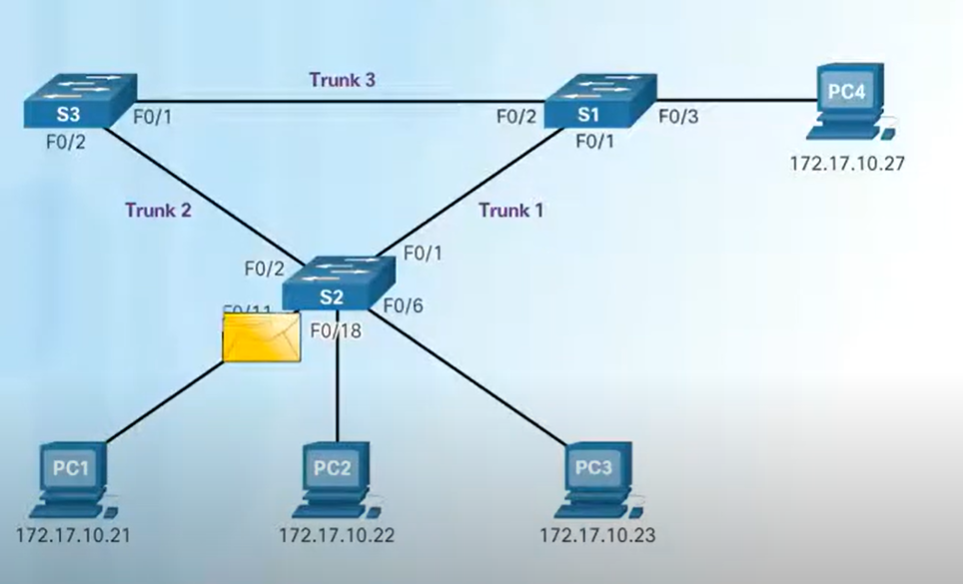 Trunk 3
S3
F0/1
F0/2
S1
F0/3
PC4
F0/2
F0/1
172.17.10.27
Trunk 2
Trunk 1
F0/2
F0/1
S2
F0/6
F0/11
F0/18
PC1
PC2
PC3
172.17.10.21
172.17.10.22
172.17.10.23